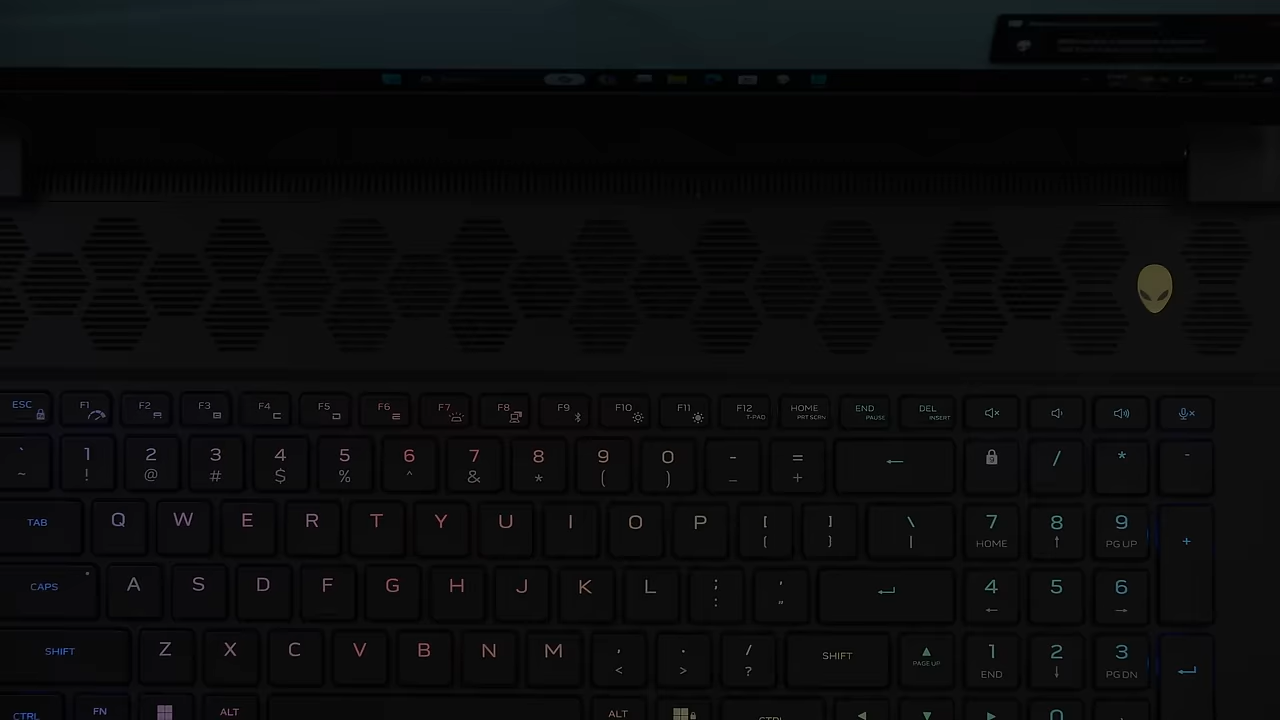 ESC F1 F2 F3 F4 F5 F6 F7 F8 F9 F10 F11 F12 HOME END DEL
T-PAD PRT SCRN PAUSE INSERT
` 1 2 3 4 5 6 7 8 9 0 - = ← / * -
~ ! @ # $ % ^ & * ( ) _ +
TAB Q W E R T Y U I O P [ ] \ 7 8 9 +
{ } | HOME ↑ PG UP
CAPS A S D F G H J K L ; ' 4 5 6
: " ← →
SHIFT Z X C V B N M , . / SHIFT ▲ 1 2 3
< > ? PAGE UP END ↓ PG DN
CTRL FN ALT ALT CTRL ◀ ▼ ▶ 0